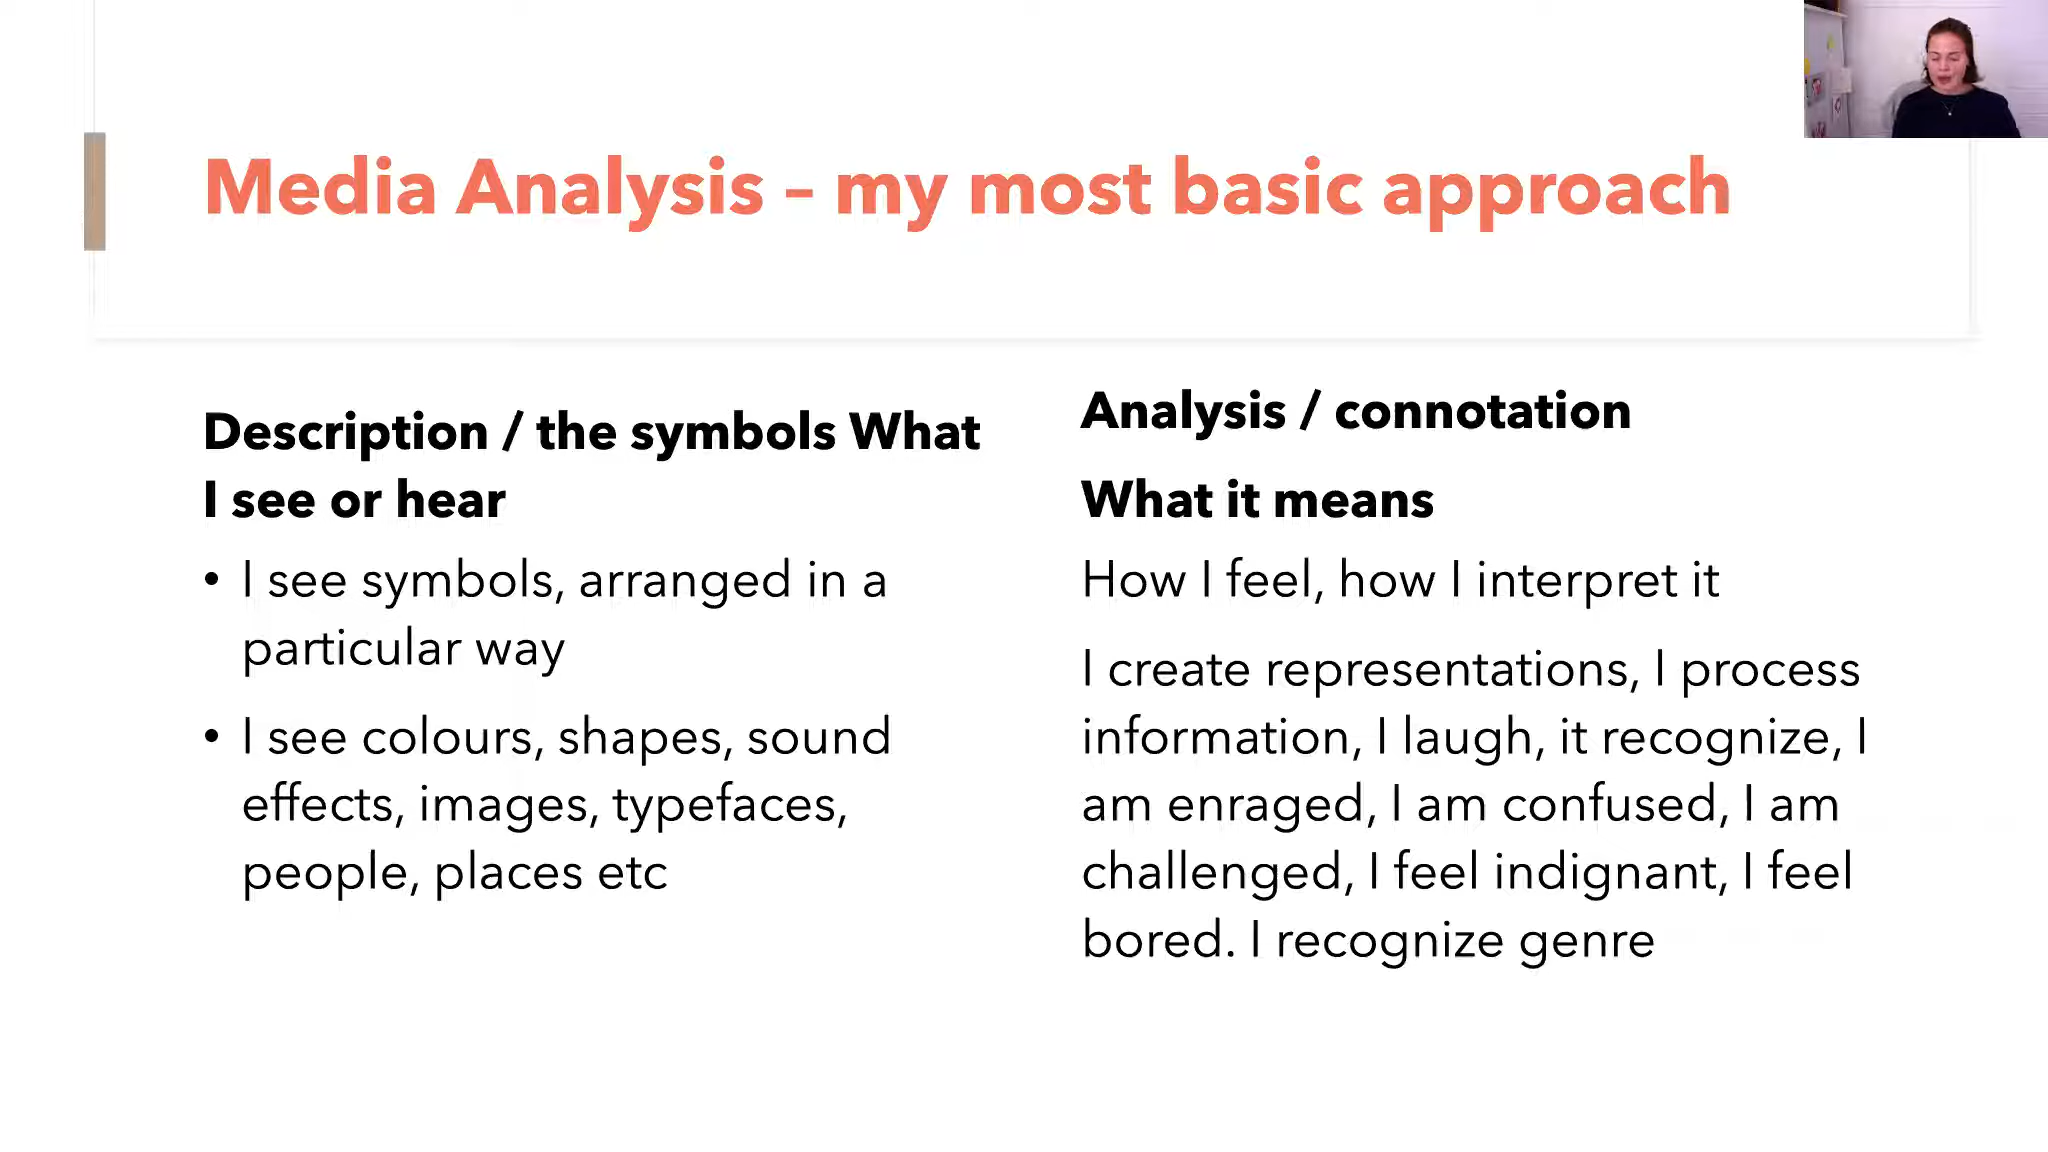 Media Analysis – my most basic approach
Description / the symbols What
I see or hear
• I see symbols, arranged in a
particular way
• I see colours, shapes, sound
effects, images, typefaces,
people, places etc
Analysis / connotation
What it means
How I feel, how I interpret it
I create representations, I process
information, I laugh, it recognize, I
am enraged, I am confused, I am
challenged, I feel indignant, I feel
bored. I recognize genre